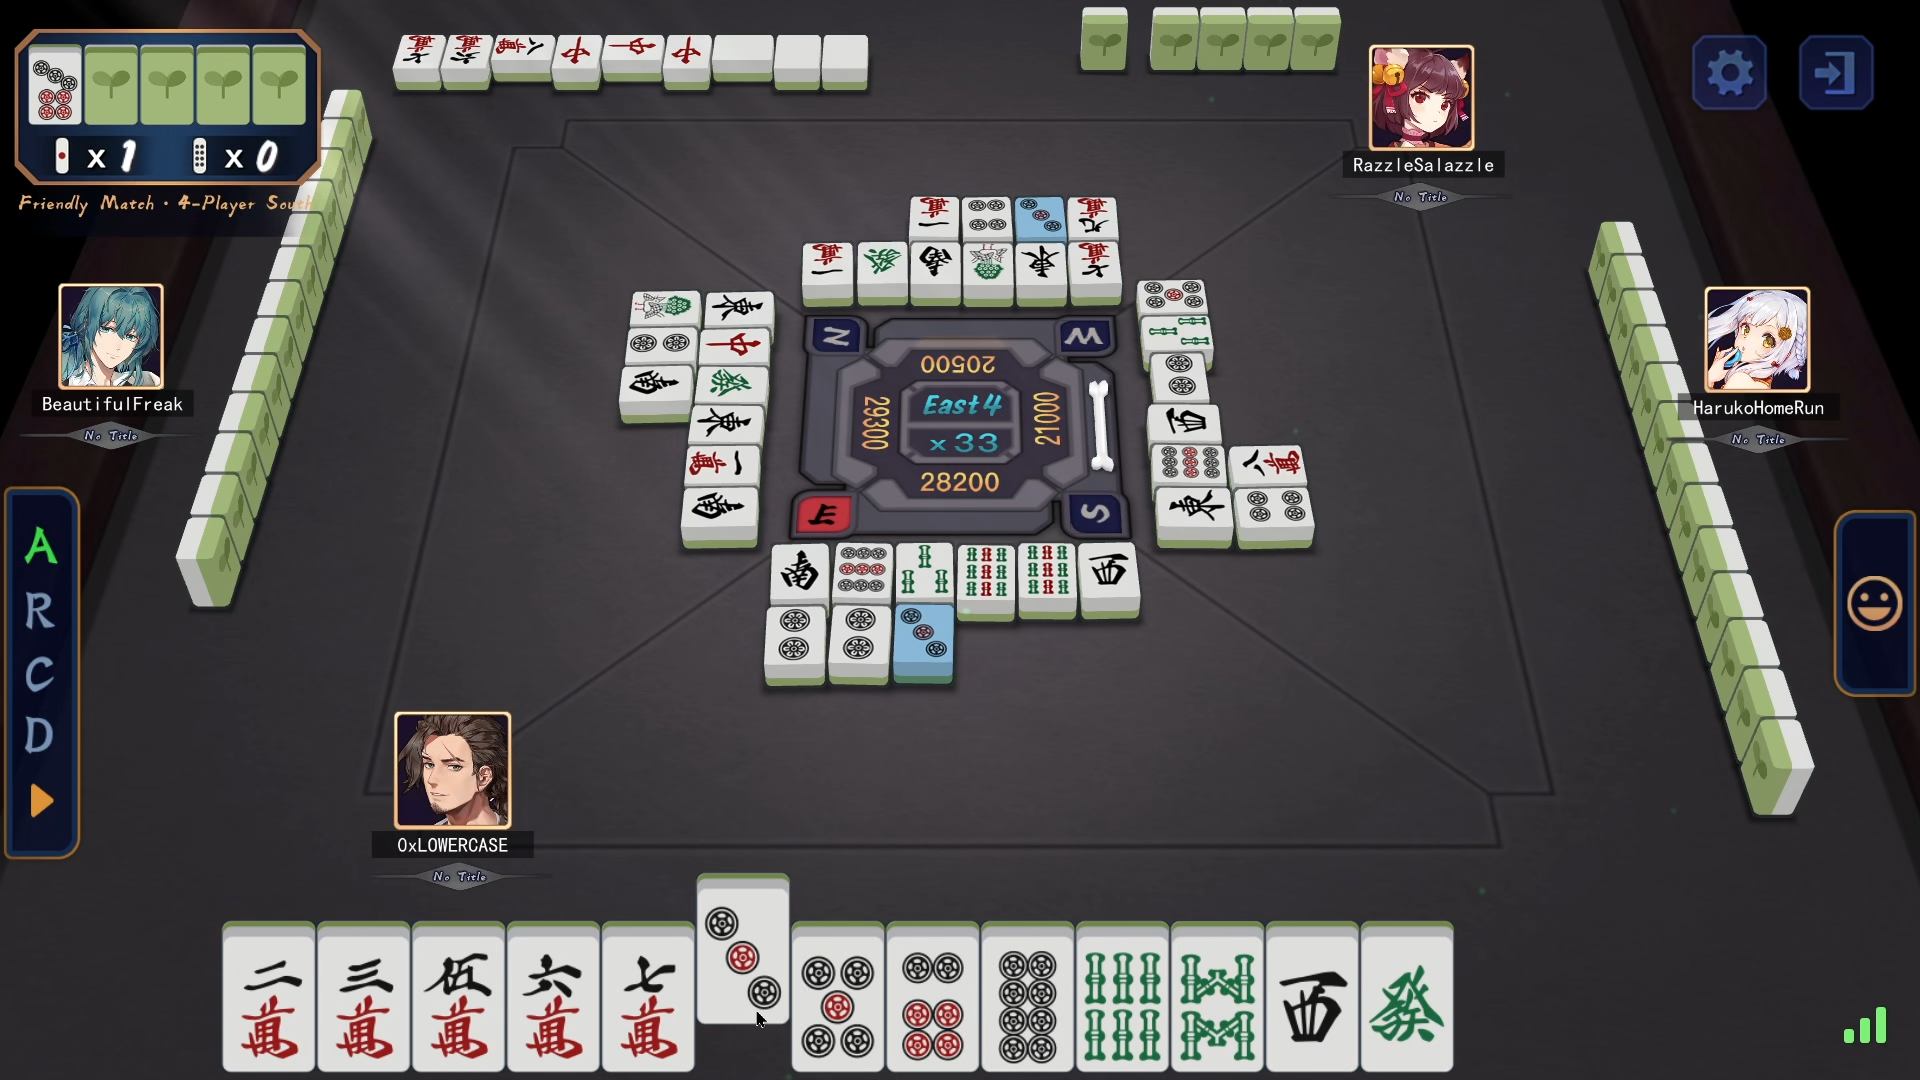 x 1 x 0
Friendly Match · 4-Player South
RazzleSalazzle
No Title
BeautifulFreak
No Title
HarukoHomeRun
No Title
20500
29300
East 4
x 33
21000
28200
N
W
S
A
R
C
D
0xLOWERCASE
No Title
二萬 三萬 伍萬 六萬 七萬 西 發